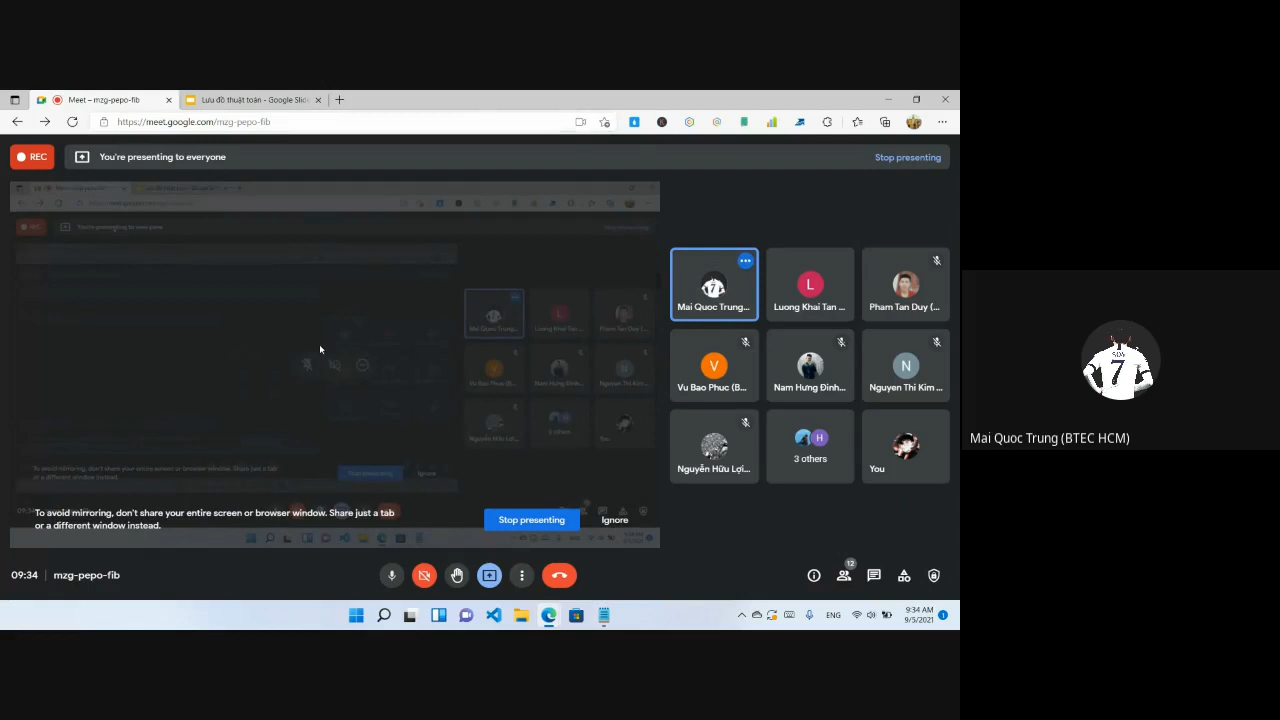 Meet – mzg-pepo-fib
Lưu đồ thuật toán - Google Slid
https://meet.google.com/mzg-pepo-fib
REC
You're presenting to everyone
Stop presenting
Mai Quoc Trung...
L
Luong Khai Tan ...
Pham Tan Duy (...
V
Vu Bao Phuc (B...
Nam Hưng Đinh...
N
Nguyen Thi Kim ...
Nguyễn Hữu Lợi...
H
3 others
You
To avoid mirroring, don't share your entire screen or browser window. Share just a tab
or a different window instead.
Stop presenting
Ignore
09:34 | mzg-pepo-fib
12
ENG
9:34 AM
9/5/2021
1
7
Mai Quoc Trung (BTEC HCM)